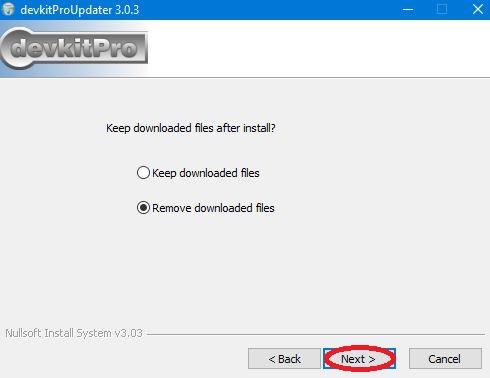 devkitProUpdater 3.0.3
devkitPro
Keep downloaded files after install?
Keep downloaded files
Remove downloaded files
Nullsoft Install System v3.03
< Back Next > Cancel